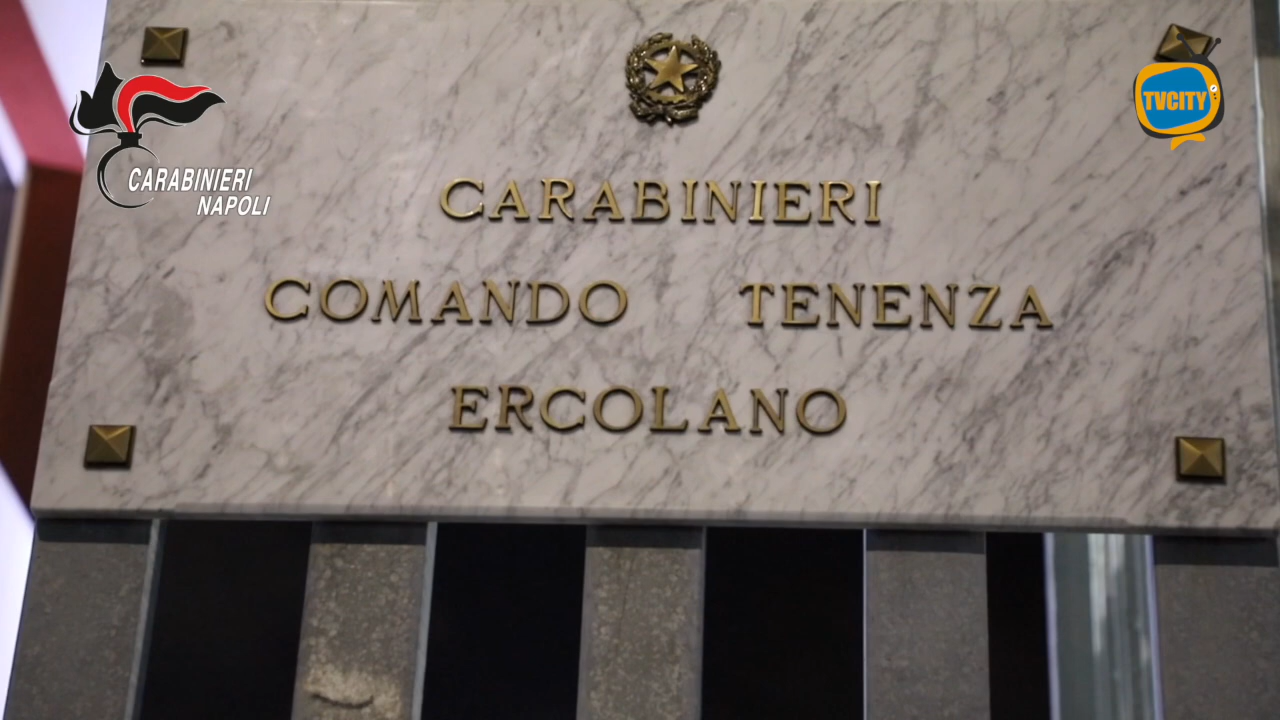 TVCITY
CARABINIERI
NAPOLI
CARABINIERI
COMANDO TENENZA
ERCOLANO